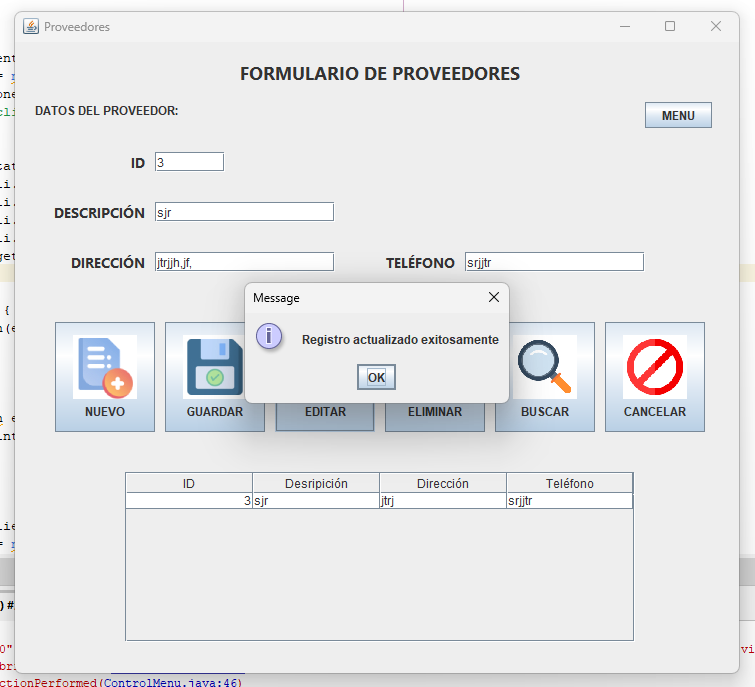 Proveedores
FORMULARIO DE PROVEEDORES
DATOS DEL PROVEEDOR:
MENU
ID 3
DESCRIPCIÓN sjr
DIRECCIÓN jtrjjh,jf, TELÉFONO srjjtr
Message
Registro actualizado exitosamente
OK
NUEVO GUARDAR EDITAR ELIMINAR BUSCAR CANCELAR
ID Desripición Dirección Teléfono
3 sjr jtrj srjjtr
ctionPerformed(ControlMenu.java:46)